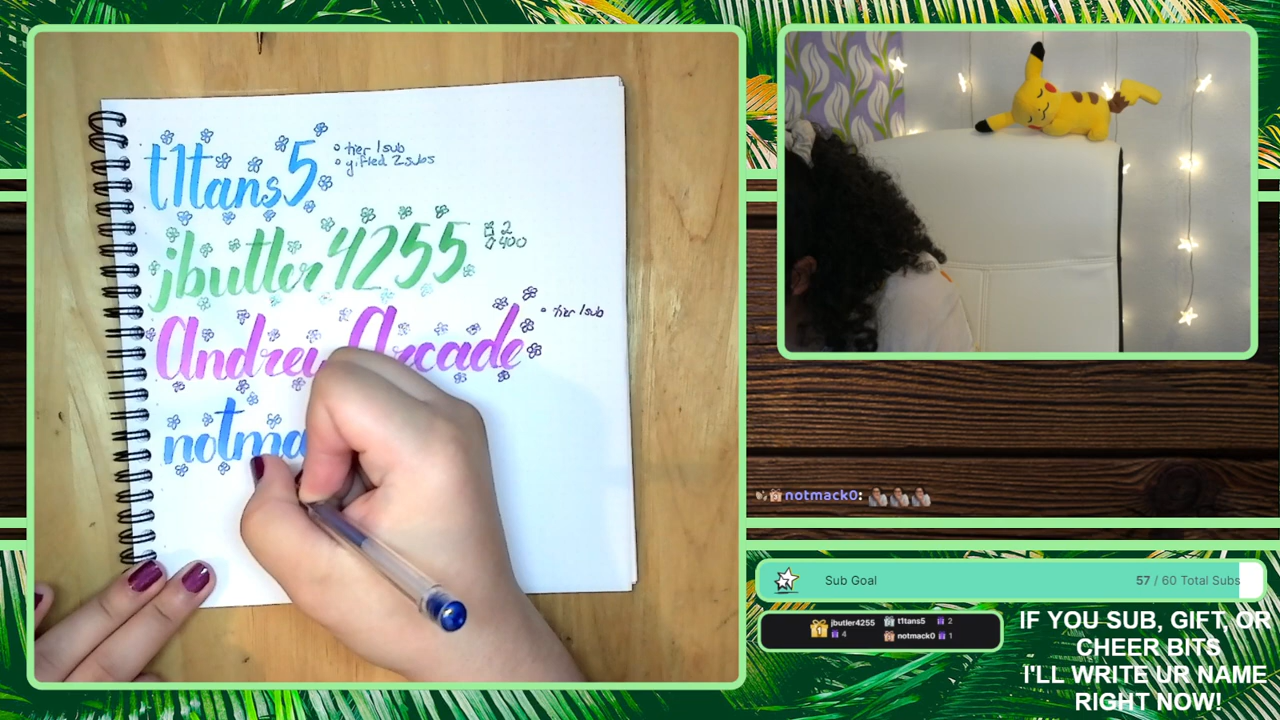 t1tans5
° tier 1 sub
° gifted 2 subs
jbutler4255
2
400
Andrew Arcade
° tier 1 sub
notma
notmack0:
Sub Goal
57 / 60 Total Subs
1
jbutler4255
4
t1tans5 2
notmack0 1
IF YOU SUB, GIFT, OR
CHEER BITS
I'LL WRITE UR NAME
RIGHT NOW!